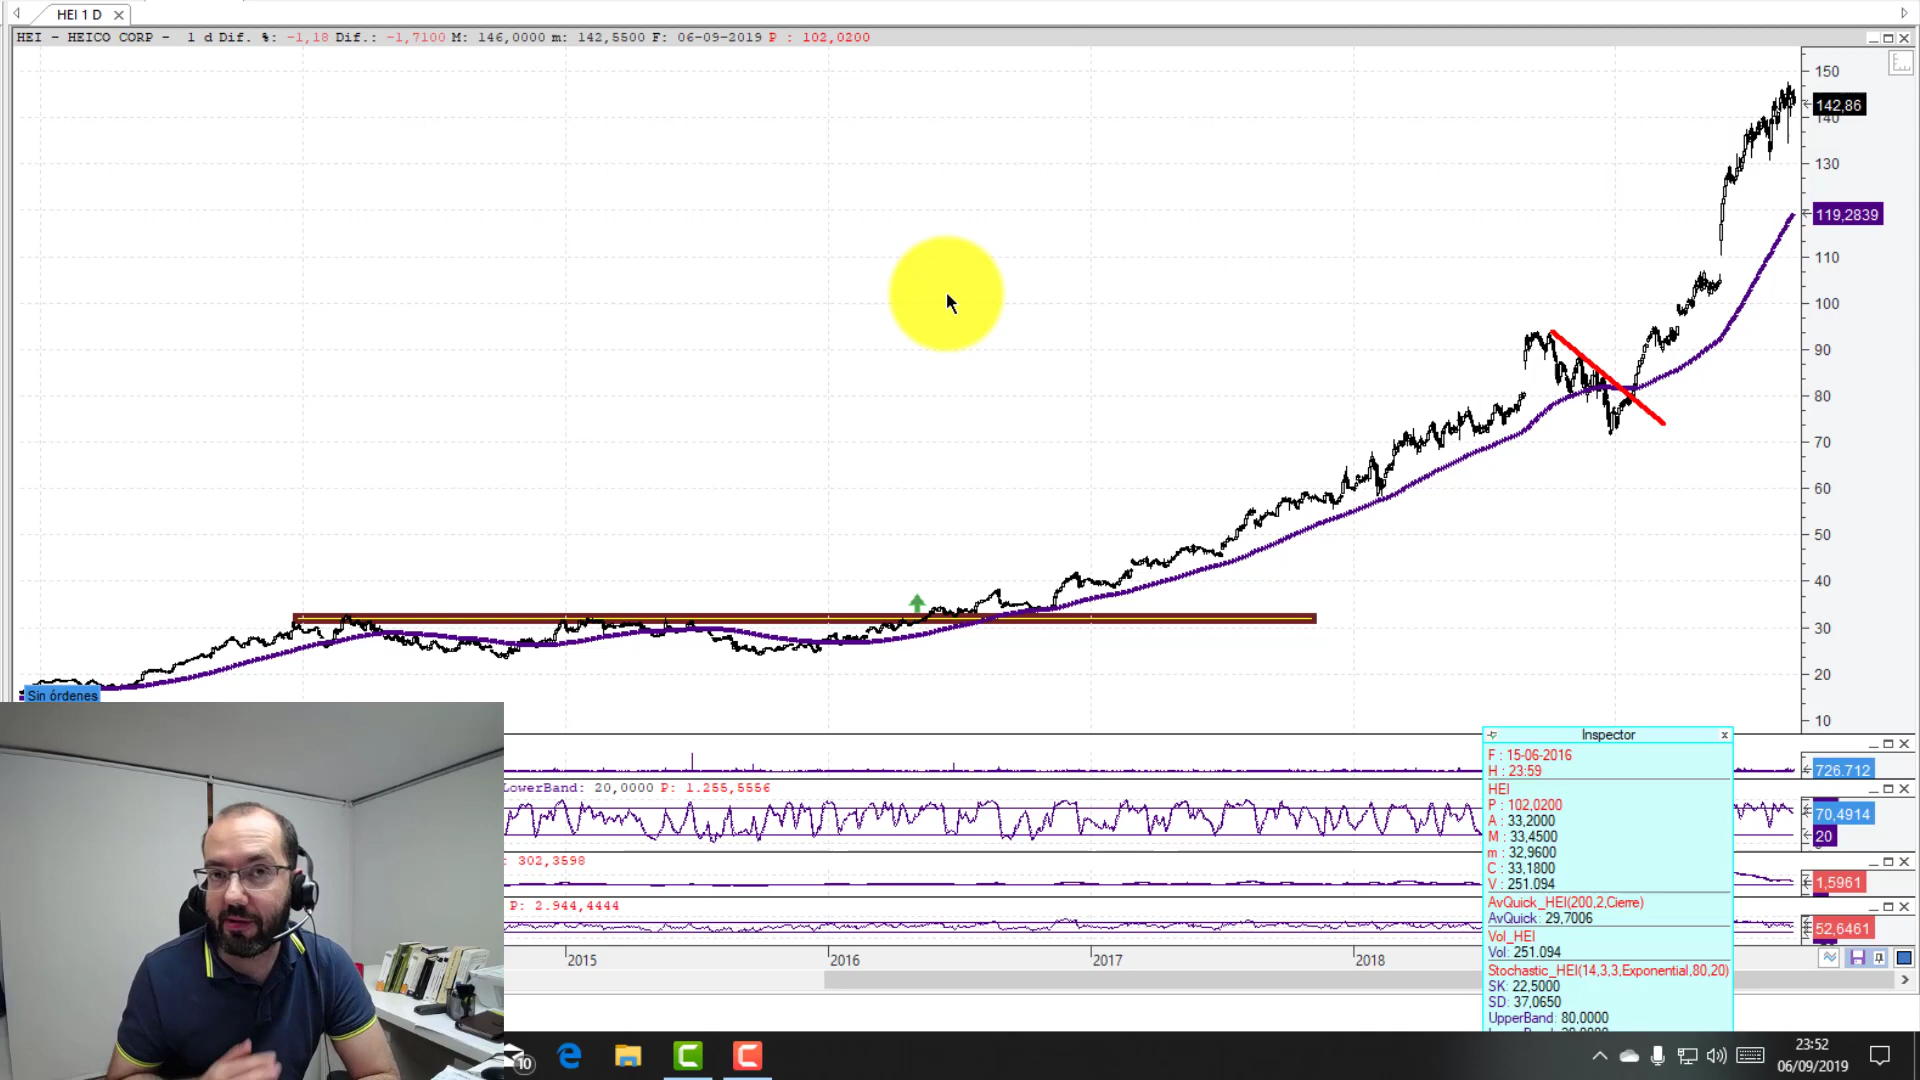 HEI 1 D
HEI - HEICO CORP - 1 d Dif. %: -1,18 Dif.: -1,7100 M: 146,0000 m: 142,5500 F: 06-09-2019 P : 102,0200
150
142,86
140
130
119,2839
110
100
90
80
70
60
50
40
30
20
10
Sin órdenes
Inspector
F : 15-06-2016
H : 23:59
HEI
P : 102,0200
A : 33,2000
M : 33,4500
m : 32,9600
C : 33,1800
V : 251.094
AvQuick_HEI(200,2,Cierre)
AvQuick: 29,7006
Vol_HEI
Vol: 251.094
Stochastic_HEI(14,3,3,Exponential,80,20)
SK: 22,5000
SD: 37,0650
UpperBand: 80,0000
726.712
LowerBand: 20,0000 P: 1.255,5556
70,4914
20
: 302,3598
1,5961
P: 2.944,4444
52,6461
2015
2016
2017
2018
10
23:52
06/09/2019